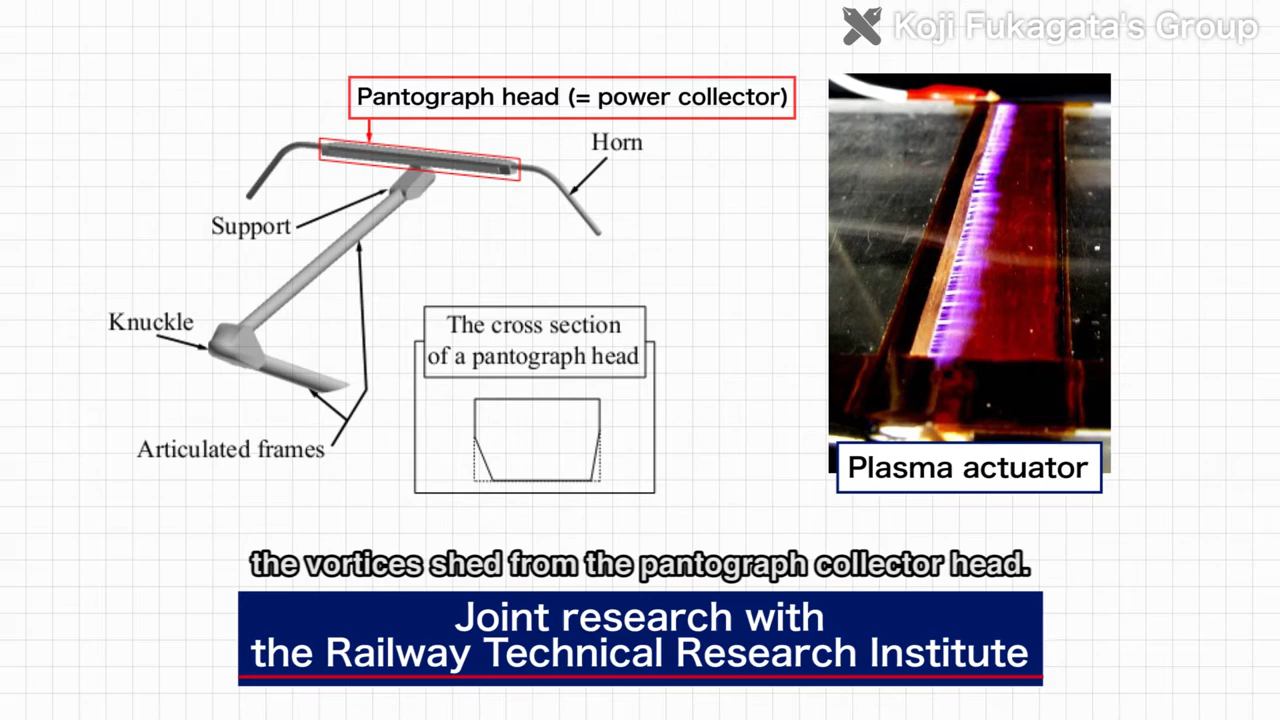 Koji Fukagata's Group
Pantograph head (= power collector)
Horn
Support
Knuckle
The cross section
of a pantograph head
Articulated frames
Plasma actuator
the vortices shed from the pantograph collector head.
Joint research with
the Railway Technical Research Institute